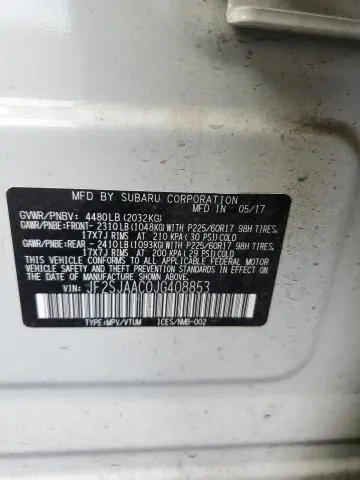 MFD BY SUBARU CORPORATION
MFD IN 05/17
GVWR/PNBV: 4480LB(2032KG)
GAWR/PNBE:FRONT- 2310LB(1048KG)WITH P225/60R17 98H TIRES,
17X7J RIMS AT 210 KPA(30 PSI)COLD
GAWR/PNBE:REAR - 2410LB(1093KG)WITH P225/60R17 98H TIRES,
17X7J RIMS AT 200 KPA(29 PSI)COLD
THIS VEHICLE CONFORMS TO ALL APPLICABLE
FEDERAL MOTOR VEHICLE SAFETY AND
THEFT PREVENTION STANDARDS IN EFFECT ON THE
DATE OF MANUFACTURE SHOWN ABOVE.
VIN: JF2SJAAC0JG408853
TYPE:MPV/VTUM ICES/NMB-002